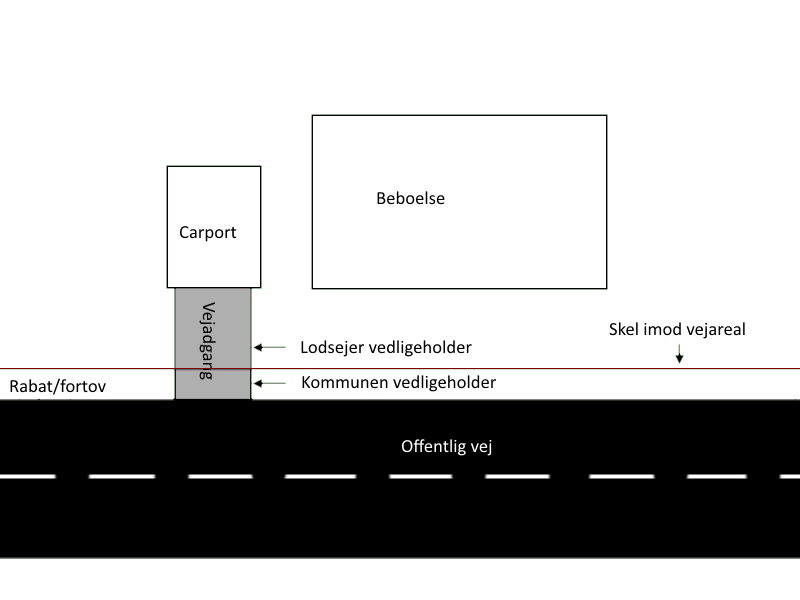 Beboelse
Carport
Vejadgang
Skel imod vejareal
Lodsejer vedligeholder
Kommunen vedligeholder
Rabat/fortov
Offentlig vej